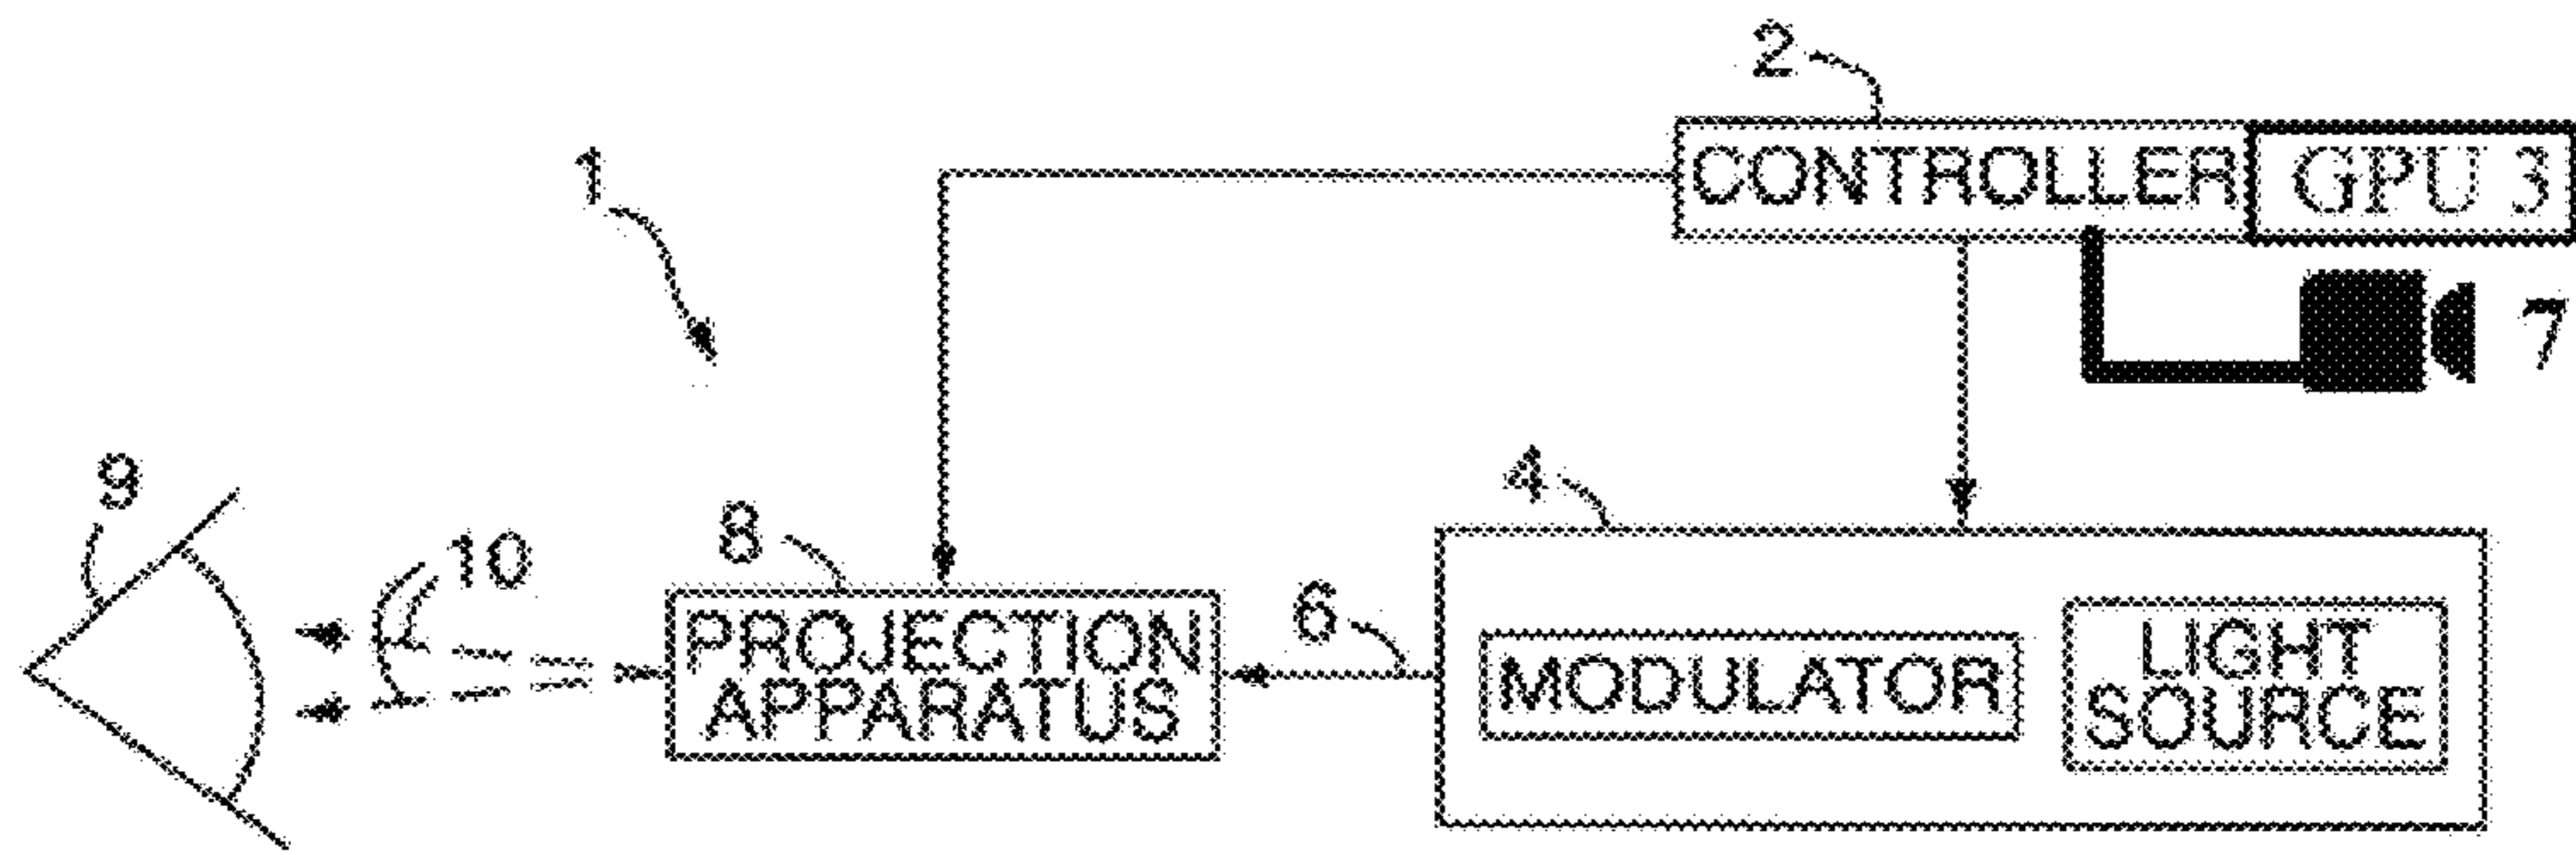 2
CONTROLLER GPU 3
1
7
9
10
8
4
6
PROJECTION
APPARATUS
MODULATOR
LIGHT
SOURCE